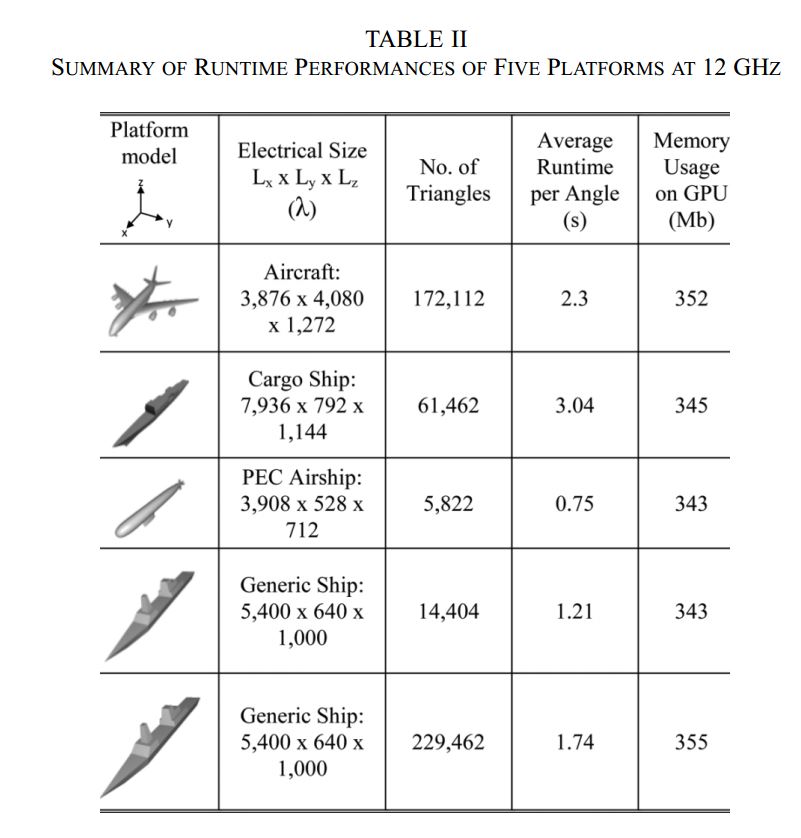 TABLE II
SUMMARY OF RUNTIME PERFORMANCES OF FIVE PLATFORMS AT 12 GHZ
Platform
model
z
y
x
Electrical Size
Lx x Ly x Lz
(λ)
No. of
Triangles
Average
Runtime
per Angle
(s)
Memory
Usage
on GPU
(Mb)
Aircraft:
3,876 x 4,080
x 1,272
172,112
2.3
352
Cargo Ship:
7,936 x 792 x
1,144
61,462
3.04
345
PEC Airship:
3,908 x 528 x
712
5,822
0.75
343
Generic Ship:
5,400 x 640 x
1,000
14,404
1.21
343
Generic Ship:
5,400 x 640 x
1,000
229,462
1.74
355